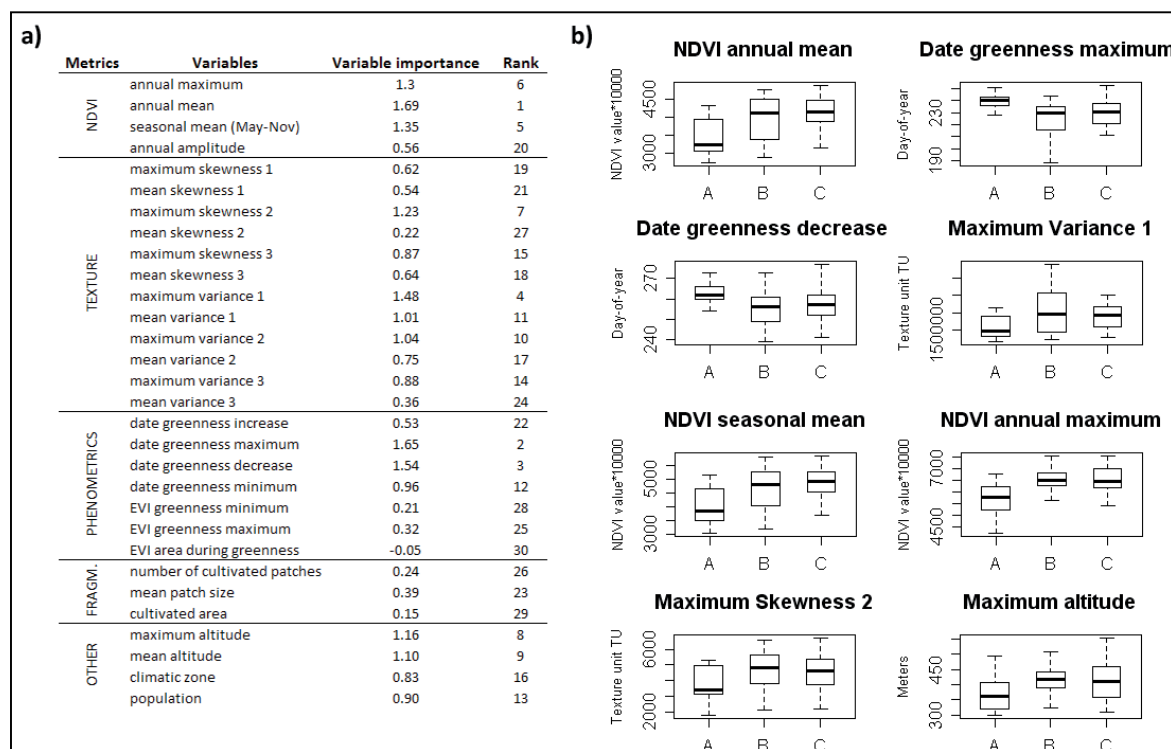 a)
Metrics Variables Variable importance Rank
NDVI
annual maximum 1.3 6
annual mean 1.69 1
seasonal mean (May-Nov) 1.35 5
annual amplitude 0.56 20
TEXTURE
maximum skewness 1 0.62 19
mean skewness 1 0.54 21
maximum skewness 2 1.23 7
mean skewness 2 0.22 27
maximum skewness 3 0.87 15
mean skewness 3 0.64 18
maximum variance 1 1.48 4
mean variance 1 1.01 11
maximum variance 2 1.04 10
mean variance 2 0.75 17
maximum variance 3 0.88 14
mean variance 3 0.36 24
PHENOMETRICS
date greenness increase 0.53 22
date greenness maximum 1.65 2
date greenness decrease 1.54 3
date greenness minimum 0.96 12
EVI greenness minimum 0.21 28
EVI greenness maximum 0.32 25
EVI area during greenness -0.05 30
FRAGM.
number of cultivated patches 0.24 26
mean patch size 0.39 23
cultivated area 0.15 29
OTHER
maximum altitude 1.16 8
mean altitude 1.10 9
climatic zone 0.83 16
population 0.90 13
b)
NDVI annual mean
NDVI value*10000
4500
3000
A B C
Date greenness maximum
Day-of-year
230
190
A B C
Date greenness decrease
Day-of-year
270
240
A B C
Maximum Variance 1
Texture unit TU
1500000
A B C
NDVI seasonal mean
NDVI value*10000
5000
3000
A B C
NDVI annual maximum
NDVI value*10000
7000
4500
A B C
Maximum Skewness 2
Texture unit TU
6000
2000
A B C
Maximum altitude
Meters
450
300
A B C